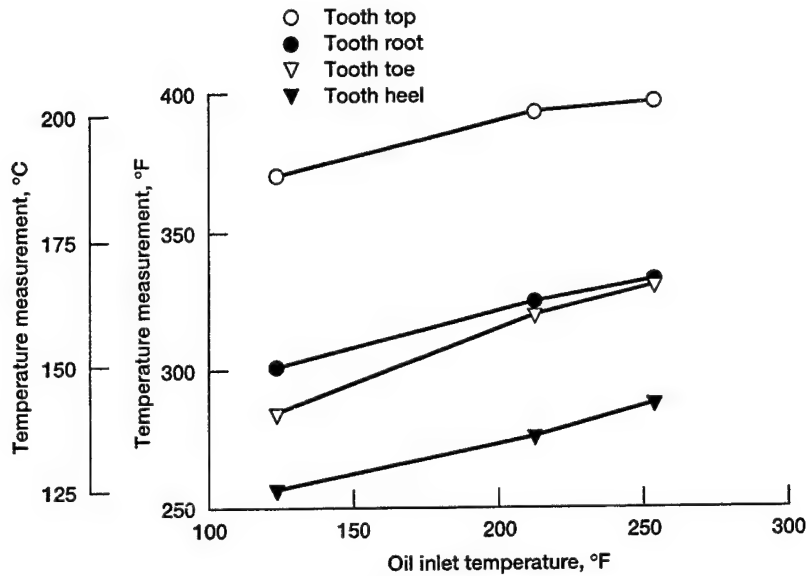 Tooth top
Tooth root
Tooth toe
Tooth heel
Temperature measurement, °C
200
175
150
125
Temperature measurement, °F
400
350
300
250
100
150
200
250
300
Oil inlet temperature, °F